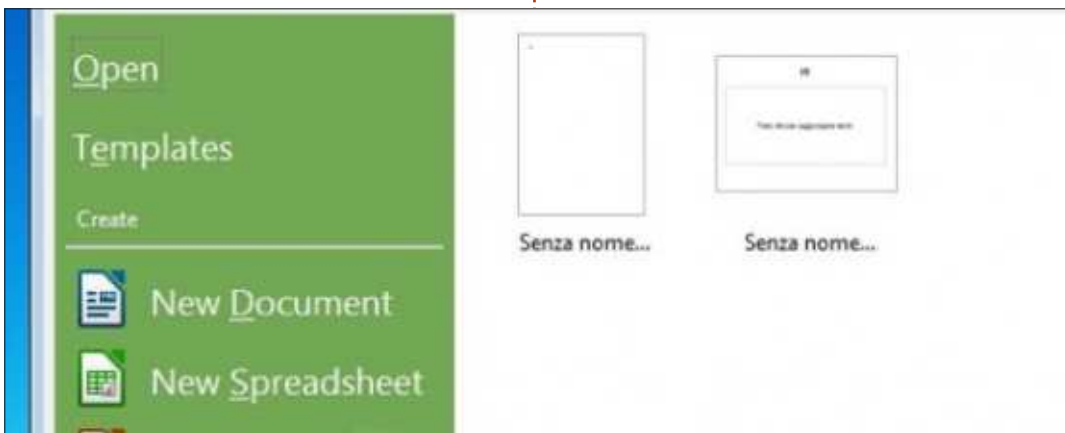 Open
Templates
Create
New Document
New Spreadsheet
Senza nome...
Senza nome...